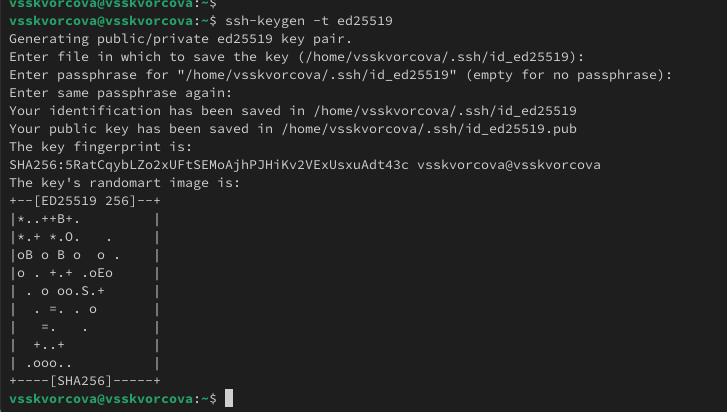 vsskvorcova@vsskvorcova:~$
vsskvorcova@vsskvorcova:~$ ssh-keygen -t ed25519
Generating public/private ed25519 key pair.
Enter file in which to save the key (/home/vsskvorcova/.ssh/id_ed25519):
Enter passphrase for "/home/vsskvorcova/.ssh/id_ed25519" (empty for no passphrase):
Enter same passphrase again:
Your identification has been saved in /home/vsskvorcova/.ssh/id_ed25519
Your public key has been saved in /home/vsskvorcova/.ssh/id_ed25519.pub
The key fingerprint is:
SHA256:5RatCqybLZo2xUFtSEMoAjhPJHiKv2VExUsxuAdt43c vsskvorcova@vsskvorcova
The key's randomart image is:
+--[ED25519 256]--+
|*..++B+.         |
|*.+ *.O.   .     |
|oB o B o  o .    |
|o . +.+ .oEo     |
| . o oo.S.+      |
|  . =. . o       |
|   =.   .        |
|  +..+           |
| .ooo..          |
+----[SHA256]-----+
vsskvorcova@vsskvorcova:~$